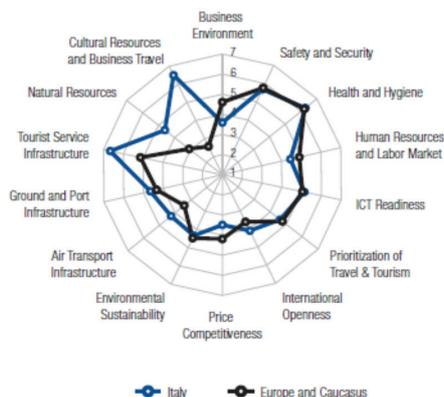 Business
Environment
Cultural Resources
and Business Travel
Safety and Security
Natural Resources
Health and Hygiene
Tourist Service
Infrastructure
Human Resources
and Labor Market
Ground and Port
Infrastructure
ICT Readiness
Air Transport
Infrastructure
Prioritization of
Travel & Tourism
Environmental
Sustainability
International
Openness
Price
Competitiveness
7
6
5
4
3
2
1
Italy
Europe and Caucasus